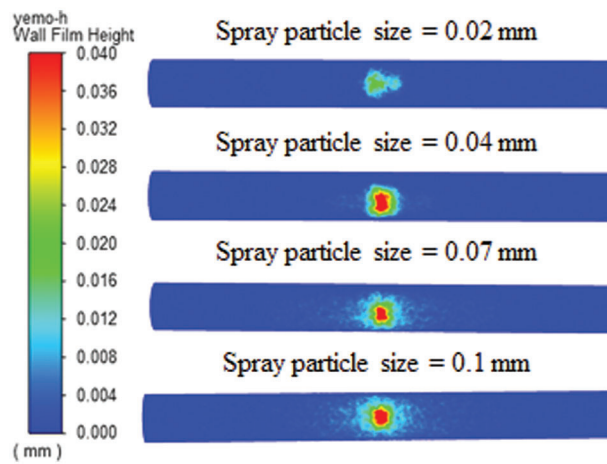 yemo-h
Wall Film Height
0.040
0.036
0.032
0.028
0.024
0.020
0.016
0.012
0.008
0.004
0.000
( mm )
Spray particle size = 0.02 mm
Spray particle size = 0.04 mm
Spray particle size = 0.07 mm
Spray particle size = 0.1 mm